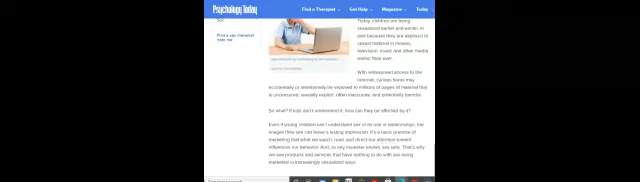 Psychology Today
Find a Therapist
Get Help
Magazine
Today
Sex
Find a sex therapist near me
Today, children are being
sexualized earlier and earlier, in
part because they are exposed to
sexual material in movies,
television, music and other media
earlier than ever.
With widespread access to the
internet, curious teens may
accidentally or intentionally be exposed to millions of pages of material that
is uncensored, sexually explicit, often inaccurate, and potentially harmful.
So what? If kids don't understand it, how can they be affected by it?
Even if young children can't understand sex or its role in relationships, the
images they see can leave a lasting impression. It's a basic premise of
marketing that what we watch, read, and direct our attention toward
influences our behavior. And, as any marketer knows, sex sells. That's why
we see products and services that have nothing to do with sex being
marketed in increasingly sexualized ways.